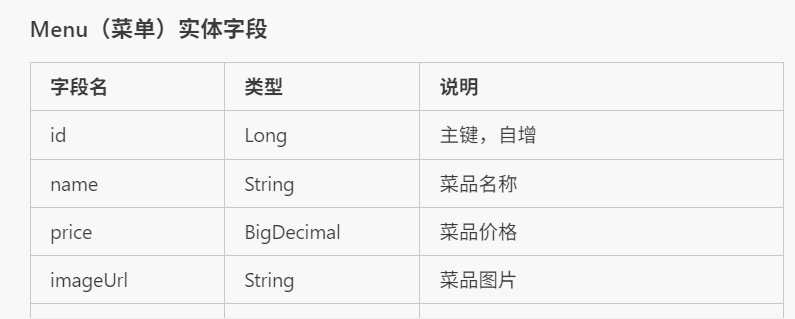 Menu（菜单）实体字段
字段名 类型 说明
id Long 主键，自增
name String 菜品名称
price BigDecimal 菜品价格
imageUrl String 菜品图片